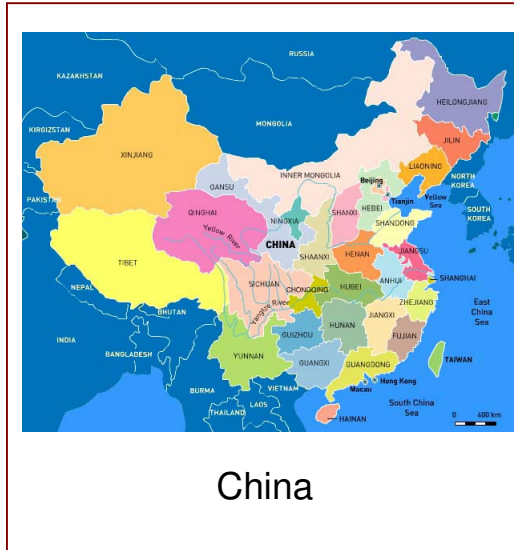 RUSSIA
KAZAKHSTAN
HEILONGJIANG
MONGOLIA
JILIN
KIRGIZSTAN
XINJIANG
INNER MONGOLIA
LIAONING
Beijing
GANSU
NORTH
KOREA
Tianjin
Yellow
Sea
PAKISTAN
HEBEI
SHANXI
NINGXIA
QINGHAI
SHANDONG
SOUTH
KOREA
Yellow River
CHINA
SHAANXI
HENAN
JIANGSU
TIBET
SHANGHAI
ANHUI
SICHUAN
CHONGQING
HUBEI
NEPAL
Yangtze River
ZHEJIANG
East
China
Sea
BHUTAN
JIANGXI
HUNAN
GUIZHOU
INDIA
FUJIAN
BANGLADESH
YUNNAN
TAIWAN
GUANGXI
GUANGDONG
Hong Kong
Macau
BURMA
VIETNAM
LAOS
South China
Sea
THAILAND
HAINAN
0 400 km
China